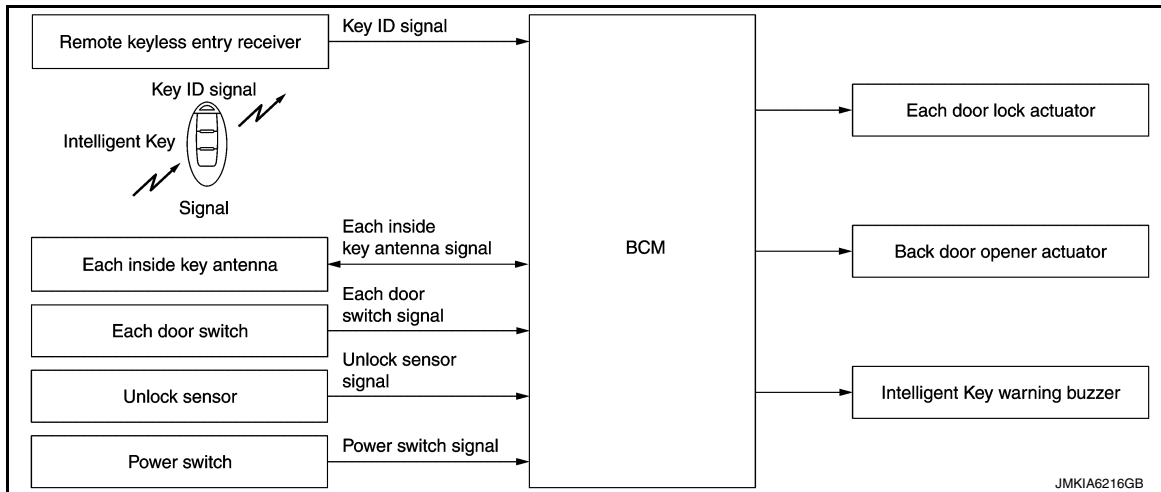 Remote keyless entry receiver
Key ID signal
Key ID signal
Intelligent Key
Signal
Each inside key antenna
Each inside
key antenna signal
Each door switch
Each door
switch signal
Unlock sensor
Unlock sensor
signal
Power switch
Power switch signal
BCM
Each door lock actuator
Back door opener actuator
Intelligent Key warning buzzer
JMKIA6216GB